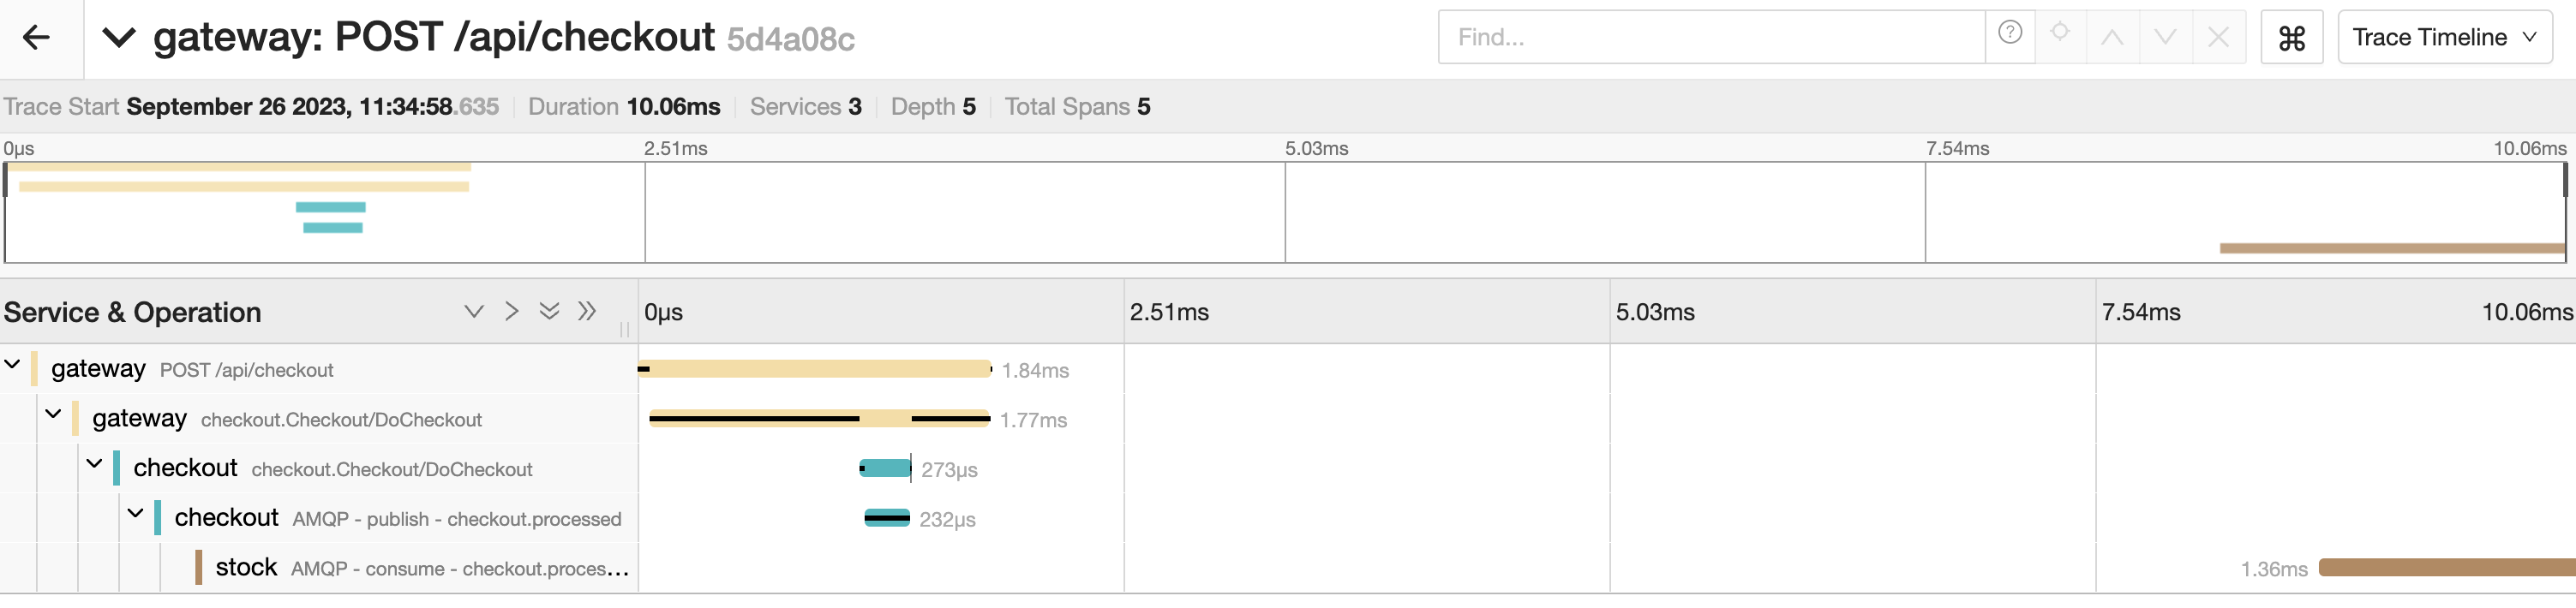 gateway: POST /api/checkout 5d4a08c
Find...
Trace Timeline
Trace Start September 26 2023, 11:34:58.635 Duration 10.06ms Services 3 Depth 5 Total Spans 5
0μs 2.51ms 5.03ms 7.54ms 10.06ms
Service & Operation 0μs 2.51ms 5.03ms 7.54ms 10.06ms
gateway POST /api/checkout 1.84ms
gateway checkout.Checkout/DoCheckout 1.77ms
checkout checkout.Checkout/DoCheckout 273μs
checkout AMQP - publish - checkout.processed 232μs
stock AMQP - consume - checkout.proces... 1.36ms